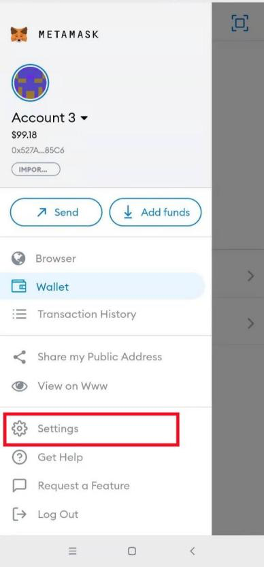 METAMASK
Account 3
$99.18
0x527A...85C6
IMPOR...
Send
Add funds
Browser
Wallet
Transaction History
Share my Public Address
View on Www
Settings
Get Help
Request a Feature
Log Out